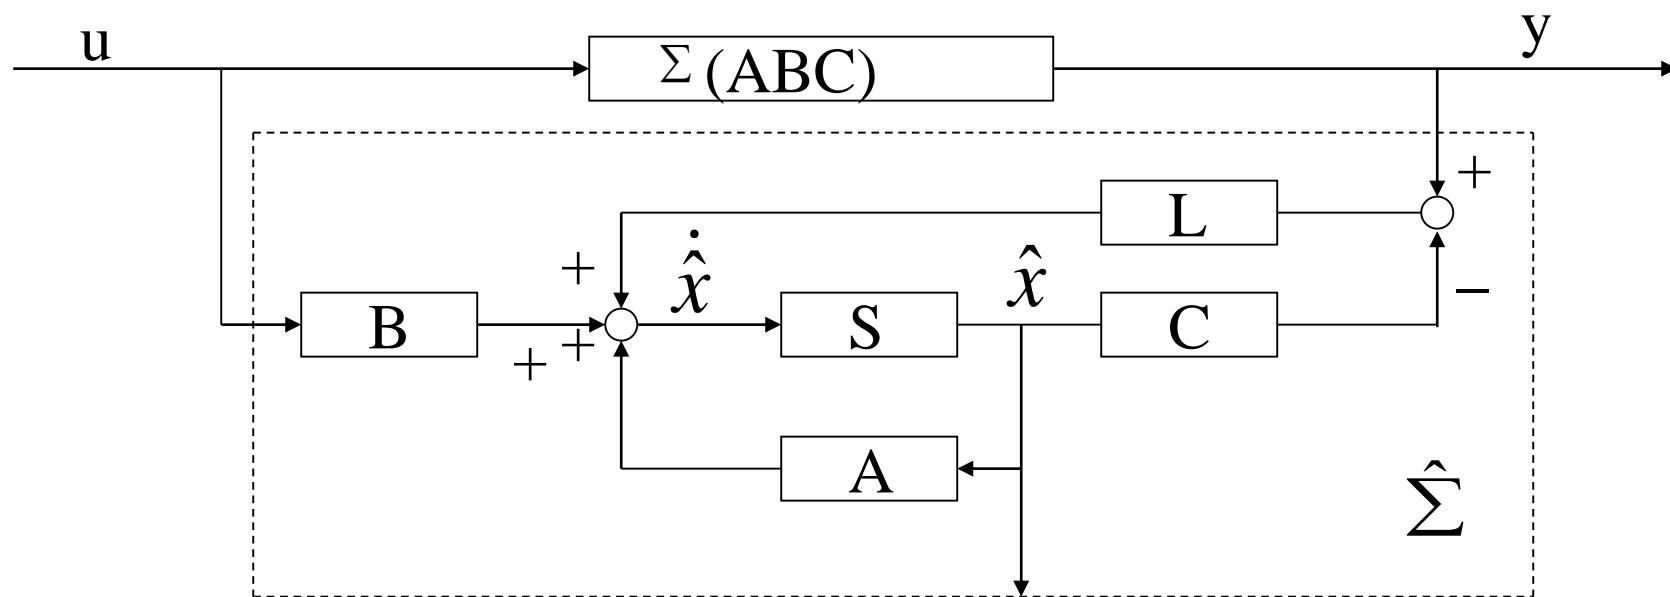 u
y
Σ (ABC)
+
L
+
ẋ̂
x̂
−
B
S
C
+
+
A
Σ̂